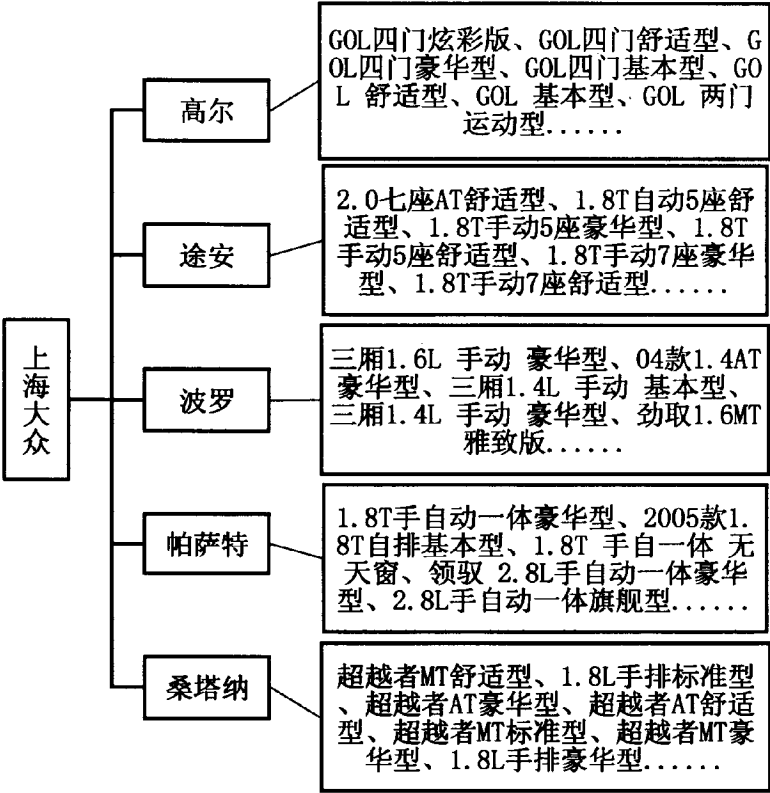 上海大众
高尔
GOL四门炫彩版、GOL四门舒适型、G
OL四门豪华型、GOL四门基本型、GO
L 舒适型、GOL 基本型、GOL 两门
运动型......
途安
2.0七座AT舒适型、1.8T自动5座舒
适型、1.8T手动5座豪华型、1.8T
手动5座舒适型、1.8T手动7座豪华
型、1.8T手动7座舒适型......
波罗
三厢1.6L 手动 豪华型、04款1.4AT
豪华型、三厢1.4L 手动 基本型、
三厢1.4L 手动 豪华型、劲取1.6MT
雅致版......
帕萨特
1.8T手自动一体豪华型、2005款1.
8T自排基本型、1.8T 手自一体 无
天窗、领驭 2.8L手自动一体豪华
型、2.8L手自动一体旗舰型......
桑塔纳
超越者MT舒适型、1.8L手排标准型
、超越者AT豪华型、超越者AT舒适
型、超越者MT标准型、超越者MT豪
华型、1.8L手排豪华型......